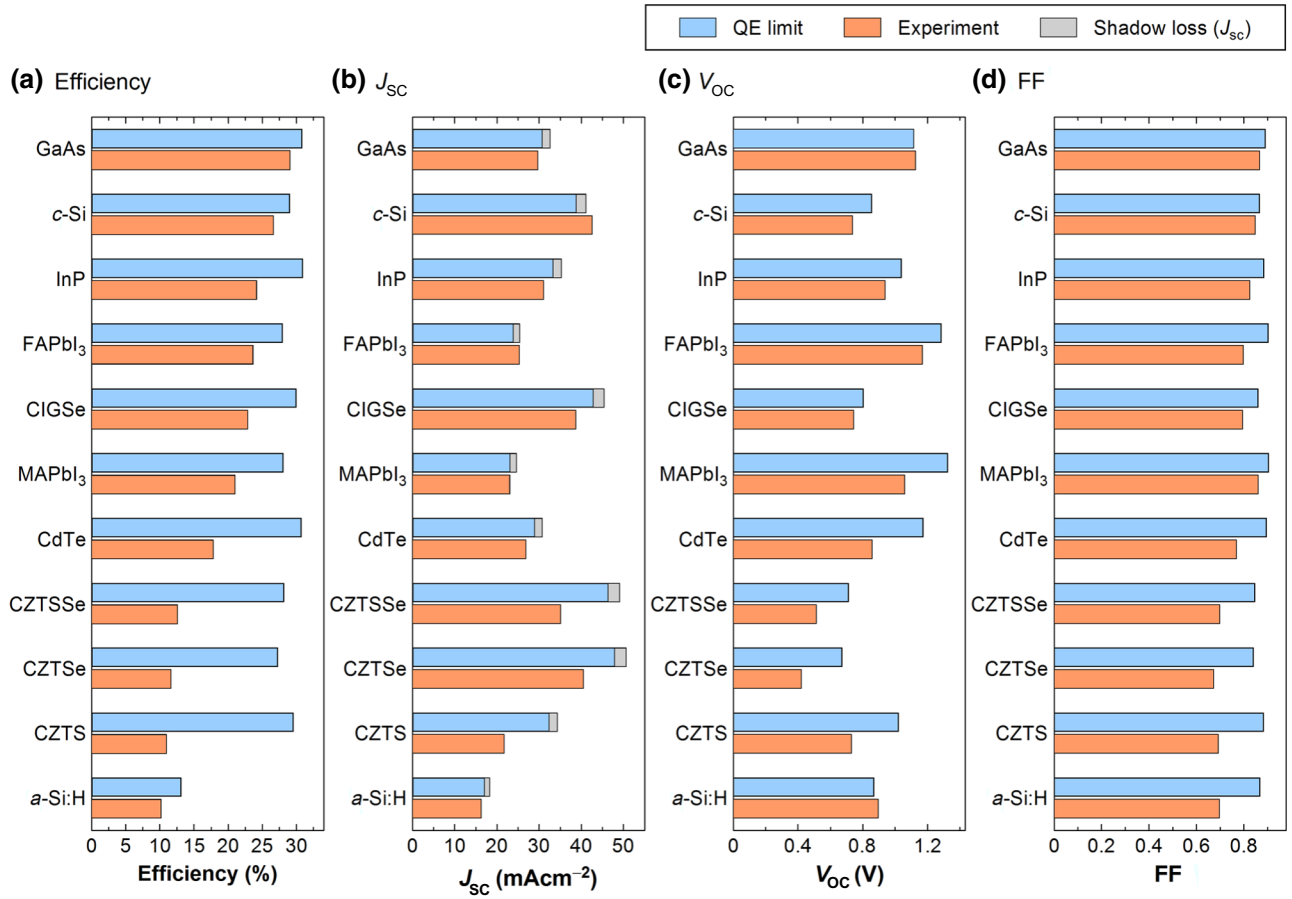 QE limit Experiment Shadow loss (Jsc)
(a) Efficiency (b) JSC (c) VOC (d) FF
GaAs GaAs GaAs GaAs
c-Si c-Si c-Si c-Si
InP InP InP InP
FAPbI3 FAPbI3 FAPbI3 FAPbI3
CIGSe CIGSe CIGSe CIGSe
MAPbI3 MAPbI3 MAPbI3 MAPbI3
CdTe CdTe CdTe CdTe
CZTSSe CZTSSe CZTSSe CZTSSe
CZTSe CZTSe CZTSe CZTSe
CZTS CZTS CZTS CZTS
a-Si:H a-Si:H a-Si:H a-Si:H
0 5 10 15 20 25 30 0 10 20 30 40 50 0 0.4 0.8 1.2 0 0.2 0.4 0.6 0.8
Efficiency (%) JSC (mAcm−2) VOC (V) FF